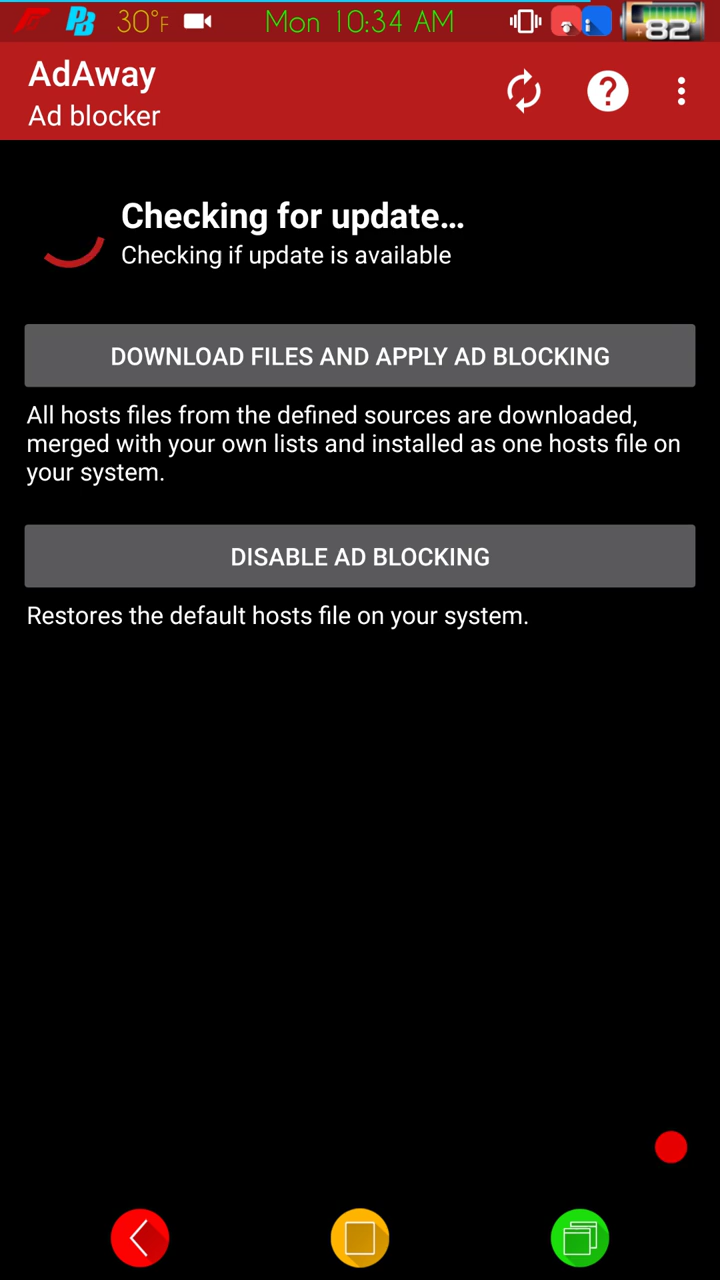 PB 30°F Mon 10:34 AM 82
AdAway
Ad blocker
?
Checking for update...
Checking if update is available
DOWNLOAD FILES AND APPLY AD BLOCKING
All hosts files from the defined sources are downloaded,
merged with your own lists and installed as one hosts file on
your system.
DISABLE AD BLOCKING
Restores the default hosts file on your system.